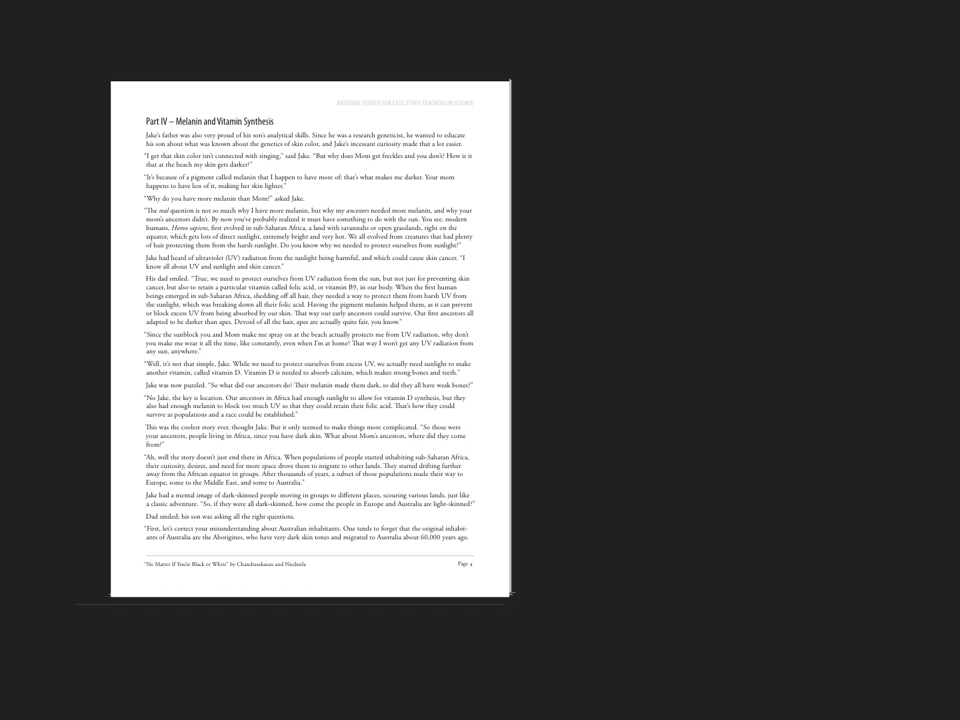 NATIONAL CENTER FOR CASE STUDY TEACHING IN SCIENCE
Part IV – Melanin and Vitamin Synthesis
Jake's father was also very proud of his son's analytical skills. Since he was a research geneticist, he wanted to educate
his son about what was known about the genetics of skin color, and Jake's incessant curiosity made that a lot easier.
"I get that skin color isn't connected with singing," said Jake. "But why does Mom get freckles and you don't? How is it
that at the beach my skin gets darker?"
"It's because of a pigment called melanin that I happen to have more of; that's what makes me darker. Your mom
happens to have less of it, making her skin lighter."
"Why do you have more melanin than Mom?" asked Jake.
"The real question is not so much why I have more melanin, but why my ancestors needed more melanin, and why your
mom's ancestors didn't. By now you've probably realized it must have something to do with the sun. You see, modern
humans, Homo sapiens, first evolved in sub-Saharan Africa, a land with savannahs or open grasslands, right on the
equator, which gets lots of direct sunlight, extremely bright and very hot. We all evolved from creatures that had plenty
of hair protecting them from the harsh sunlight. Do you know why we needed to protect ourselves from sunlight?"
Jake had heard of ultraviolet (UV) radiation from the sunlight being harmful, and which could cause skin cancer. "I
know all about UV and sunlight and skin cancer."
His dad smiled. "True, we need to protect ourselves from UV radiation from the sun, but not just for preventing skin
cancer, but also to retain a particular vitamin called folic acid, or vitamin B9, in our body. When the first human
beings emerged in sub-Saharan Africa, shedding off all hair, they needed a way to protect them from harsh UV from
the sunlight, which was breaking down all their folic acid. Having the pigment melanin helped them, as it can prevent
or block excess UV from being absorbed by our skin. That way our early ancestors could survive. Our first ancestors all
adapted to be darker than apes. Devoid of all the hair, apes are actually quite fair, you know."
"Since the sunblock you and Mom make me spray on at the beach actually protects me from UV radiation, why don't
you make me wear it all the time, like constantly, even when I'm at home? That way I won't get any UV radiation from
any sun, anywhere."
"Well, it's not that simple, Jake. While we need to protect ourselves from excess UV, we actually need sunlight to make
another vitamin, called vitamin D. Vitamin D is needed to absorb calcium, which makes strong bones and teeth."
Jake was now puzzled. "So what did our ancestors do? Their melanin made them dark, so did they all have weak bones?"
"No Jake, the key is location. Our ancestors in Africa had enough sunlight to allow for vitamin D synthesis, but they
also had enough melanin to block too much UV so that they could retain their folic acid. That's how they could
survive as populations and a race could be established."
This was the coolest story ever, thought Jake. But it only seemed to make things more complicated. "So those were
your ancestors, people living in Africa, since you have dark skin. What about Mom's ancestors, where did they come
from?"
"Ah, well the story doesn't just end there in Africa. When populations of people started inhabiting sub-Saharan Africa,
their curiosity, desires, and need for more space drove them to migrate to other lands. They started drifting further
away from the African equator in groups. After thousands of years, a subset of those populations made their way to
Europe, some to the Middle East, and some to Australia."
Jake had a mental image of dark-skinned people moving in groups to different places, scouring various lands, just like
a classic adventure. "So, if they were all dark-skinned, how come the people in Europe and Australia are light-skinned?"
Dad smiled; his son was asking all the right questions.
"First, let's correct your misunderstanding about Australian inhabitants. One tends to forget that the original inhabit-
ants of Australia are the Aborigines, who have very dark skin tones and migrated to Australia about 60,000 years ago.
"No Matter If You're Black or White" by Chandrasekaran and Niedziela
Page 4